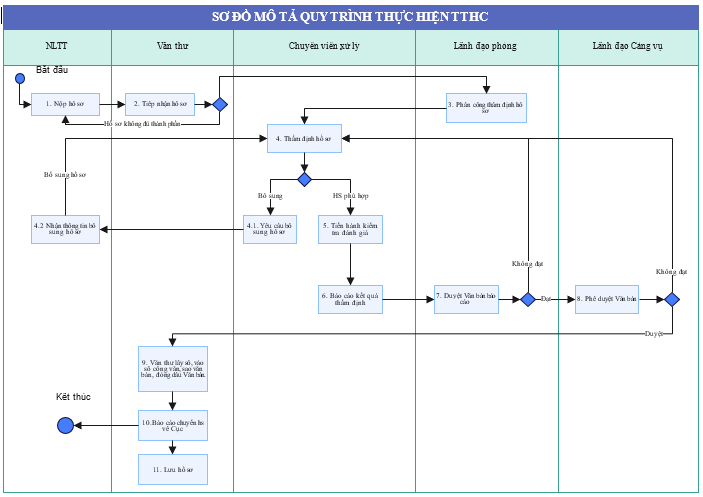 SƠ ĐỒ MÔ TẢ QUY TRÌNH THỰC HIỆN TTHC
NLTT
Văn thư
Chuyên viên xử lý
Lãnh đạo phòng
Lãnh đạo Cảng vụ
Bắt đầu
1. Nộp hồ sơ
2. Tiếp nhận hồ sơ
3. Phân công thẩm định hồ
sơ
Hồ sơ không đủ thành phần
4. Thẩm định hồ sơ
Bổ sung hồ sơ
Bổ sung
HS phù hợp
4.2 Nhận thông tin bổ
sung hồ sơ
4.1. Yêu cầu bổ
sung hồ sơ
5. Tiến hành kiểm
tra đánh giá
Không đạt
Không đạt
6. Báo cáo kết quả
thẩm định
7. Duyệt Văn bản báo
cáo
Đạt
8. Phê duyệt Văn bản
Duyệt
9. Văn thư lấy số, vào
sổ công văn, sao văn
bản, đóng dấu Văn bản.
Kết thúc
10.Báo cáo chuyển hs
về Cục
11. Lưu hồ sơ